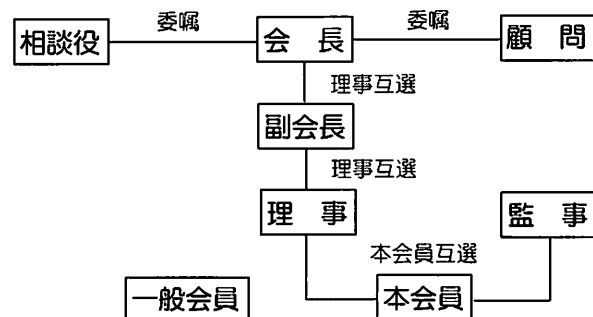 委嘱 委嘱
相談役 会長 顧問
理事互選
副会長
理事互選
理事 監事
本会員互選
一般会員 本会員